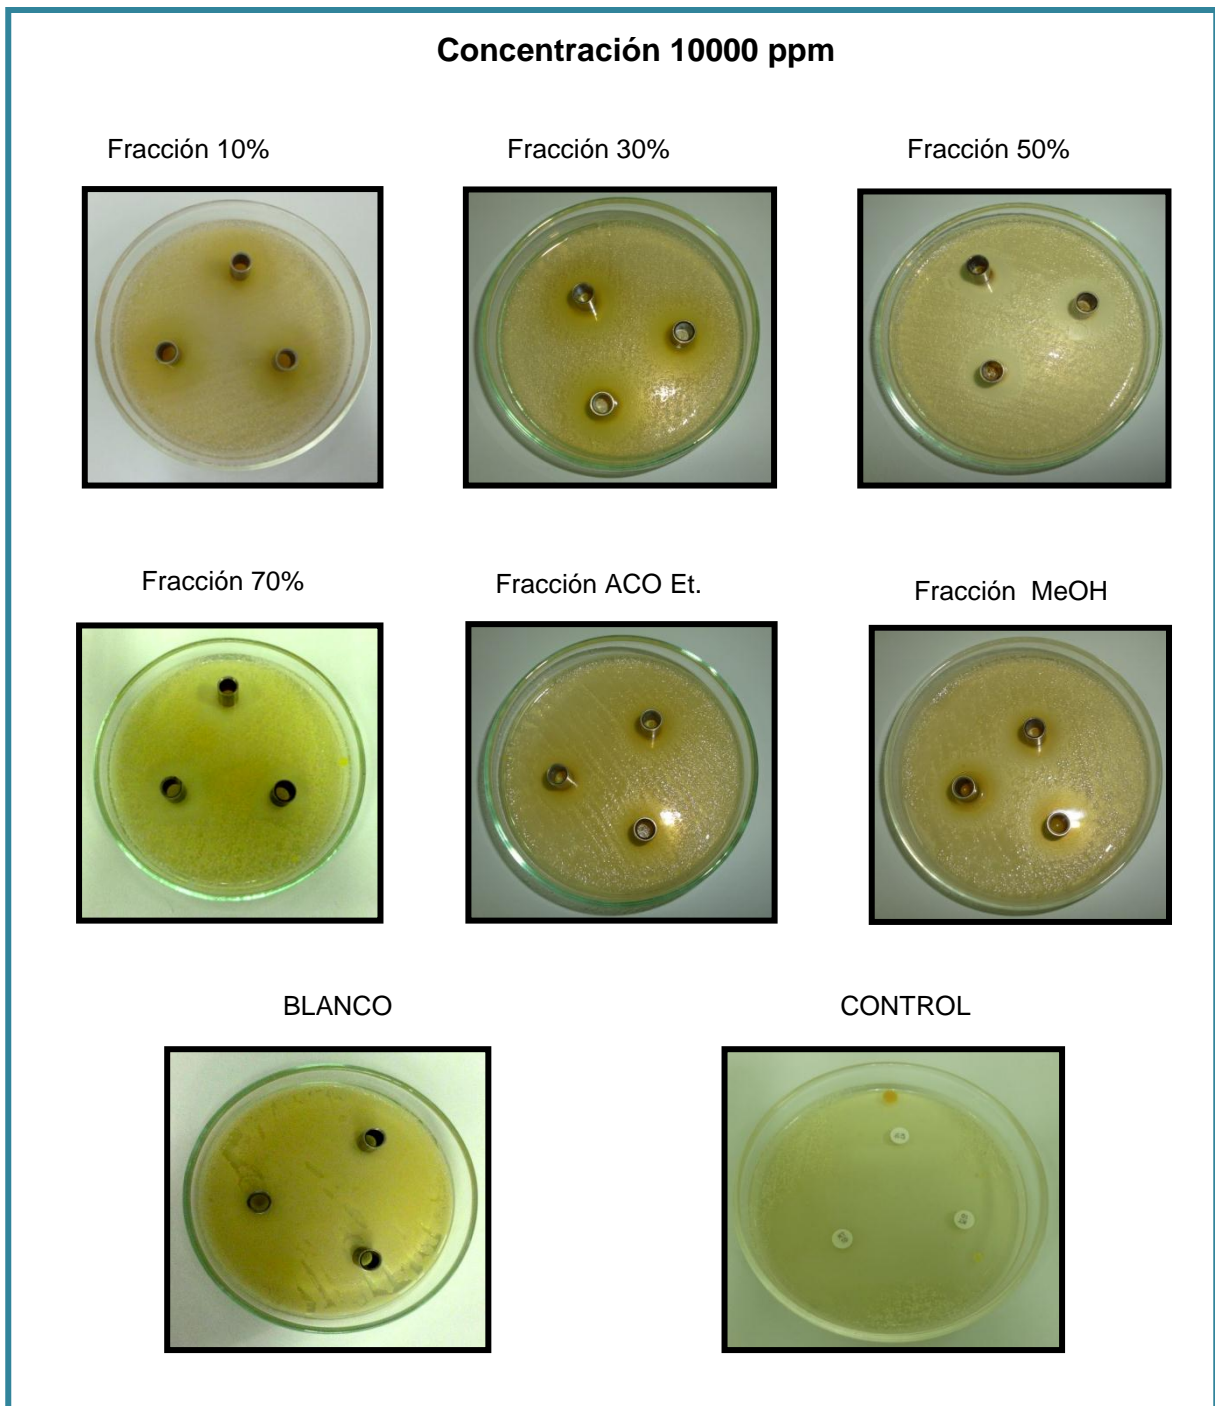 Concentración 10000 ppm
Fracción 10%
Fracción 30%
Fracción 50%
Fracción 70%
Fracción ACO Et.
Fracción MeOH
BLANCO
CONTROL